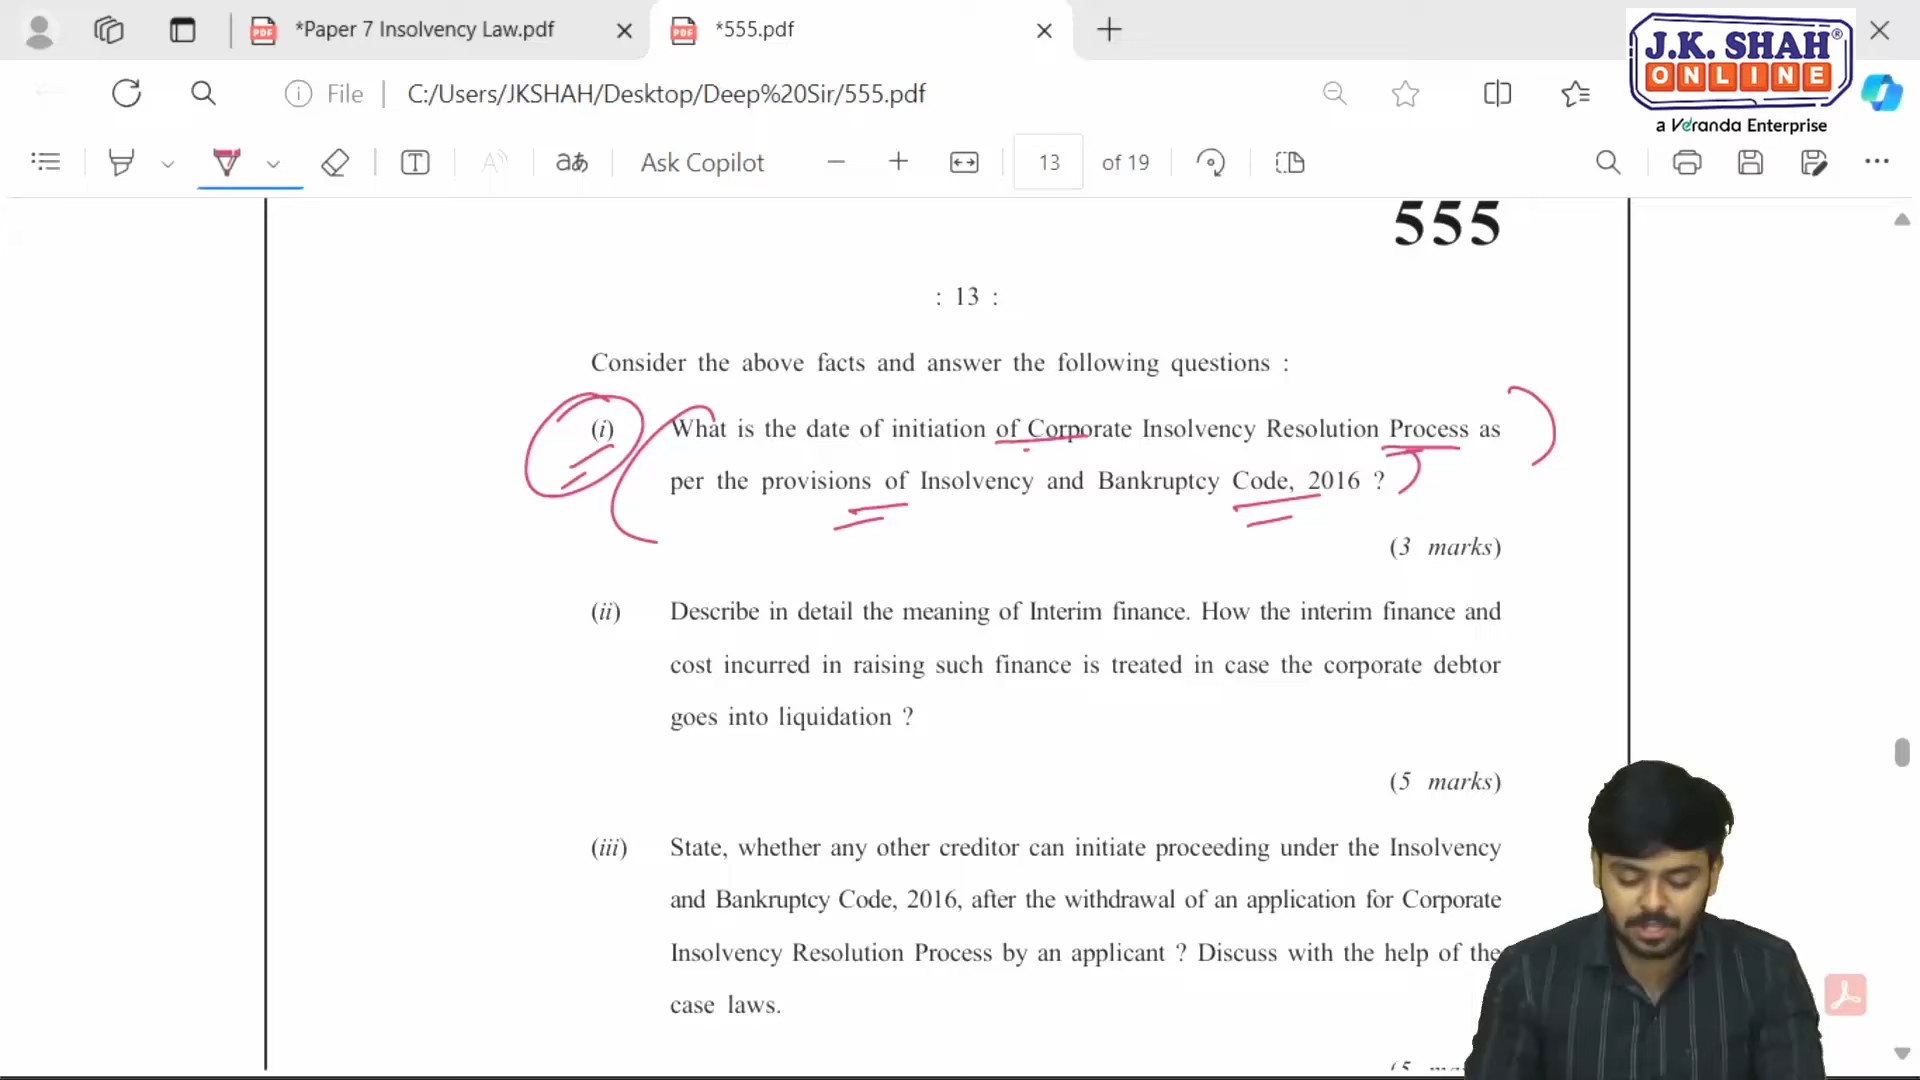 *Paper 7 Insolvency Law.pdf
*555.pdf
J.K. SHAH®
ONLINE
a Veranda Enterprise
File
C:/Users/JKSHAH/Desktop/Deep%20Sir/555.pdf
Ask Copilot
13 of 19
555
: 13 :
Consider the above facts and answer the following questions :
(i) What is the date of initiation of Corporate Insolvency Resolution Process as
per the provisions of Insolvency and Bankruptcy Code, 2016 ?
(3 marks)
(ii) Describe in detail the meaning of Interim finance. How the interim finance and
cost incurred in raising such finance is treated in case the corporate debtor
goes into liquidation ?
(5 marks)
(iii) State, whether any other creditor can initiate proceeding under the Insolvency
and Bankruptcy Code, 2016, after the withdrawal of an application for Corporate
Insolvency Resolution Process by an applicant ? Discuss with the help of the
case laws.